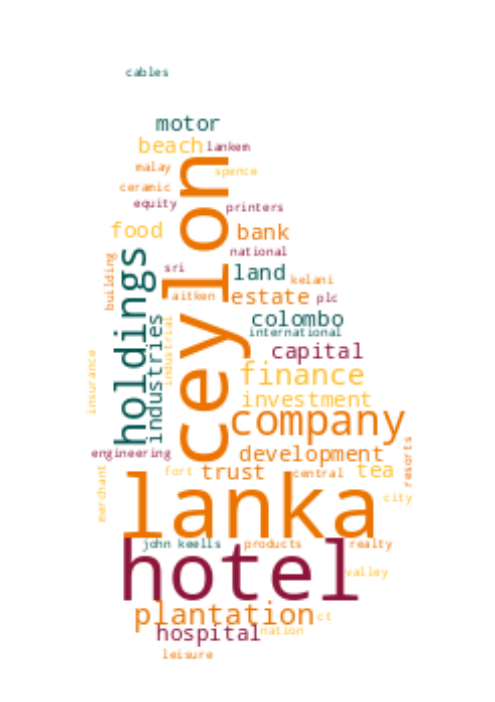 cables
motor
beach lankem
malay spence
ceramic
equity printers
food bank
national
sri land kelani
building
aitken estate plc
ceylon
holdings
industries
industrial
colombo
international
capital
insurance
finance
investment
company
engineering development
fort trust central tea
resorts
merchant
city
lanka
john keells products realty
hotel
valley
plantation ct
hospital nation
leisure